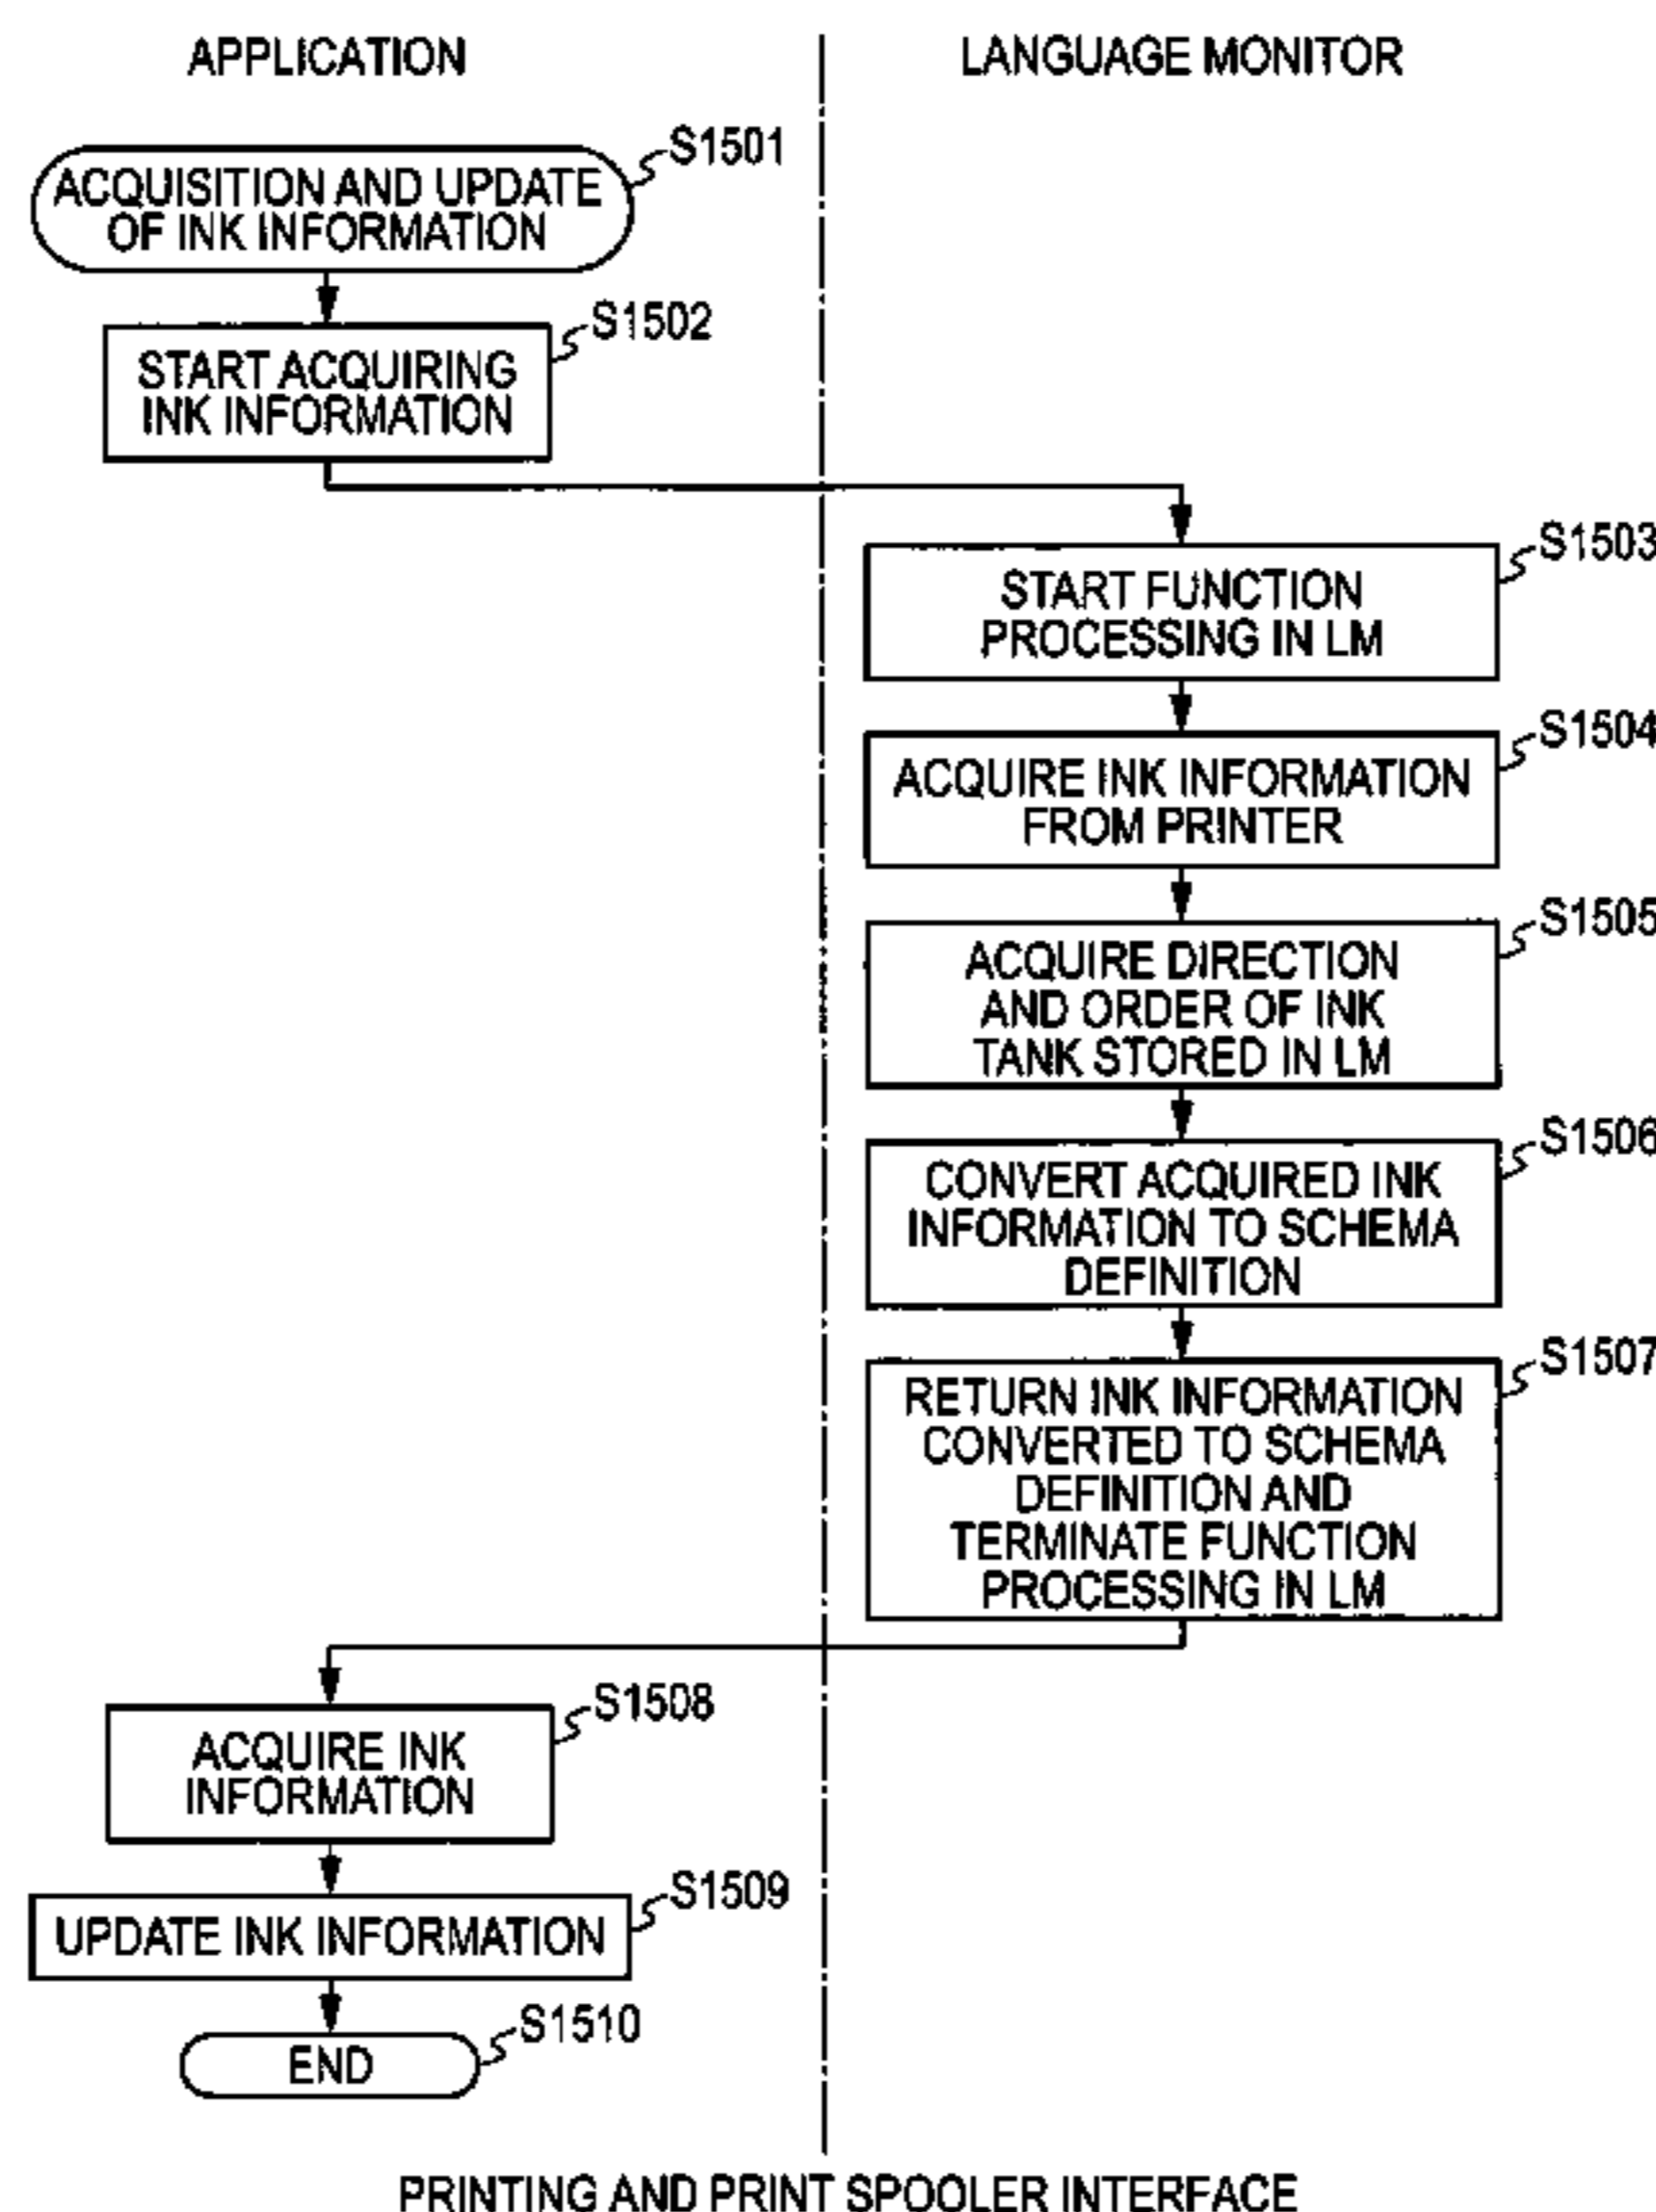 APPLICATION
LANGUAGE MONITOR
S1501
ACQUISITION AND UPDATE
OF INK INFORMATION
S1502
START ACQUIRING
INK INFORMATION
S1503
START FUNCTION
PROCESSING IN LM
S1504
ACQUIRE INK INFORMATION
FROM PRINTER
S1505
ACQUIRE DIRECTION
AND ORDER OF INK
TANK STORED IN LM
S1506
CONVERT ACQUIRED INK
INFORMATION TO SCHEMA
DEFINITION
S1507
RETURN INK INFORMATION
CONVERTED TO SCHEMA
DEFINITION AND
TERMINATE FUNCTION
PROCESSING IN LM
S1508
ACQUIRE INK
INFORMATION
S1509
UPDATE INK INFORMATION
S1510
END
PRINTING AND PRINT SPOOLER INTERFACE